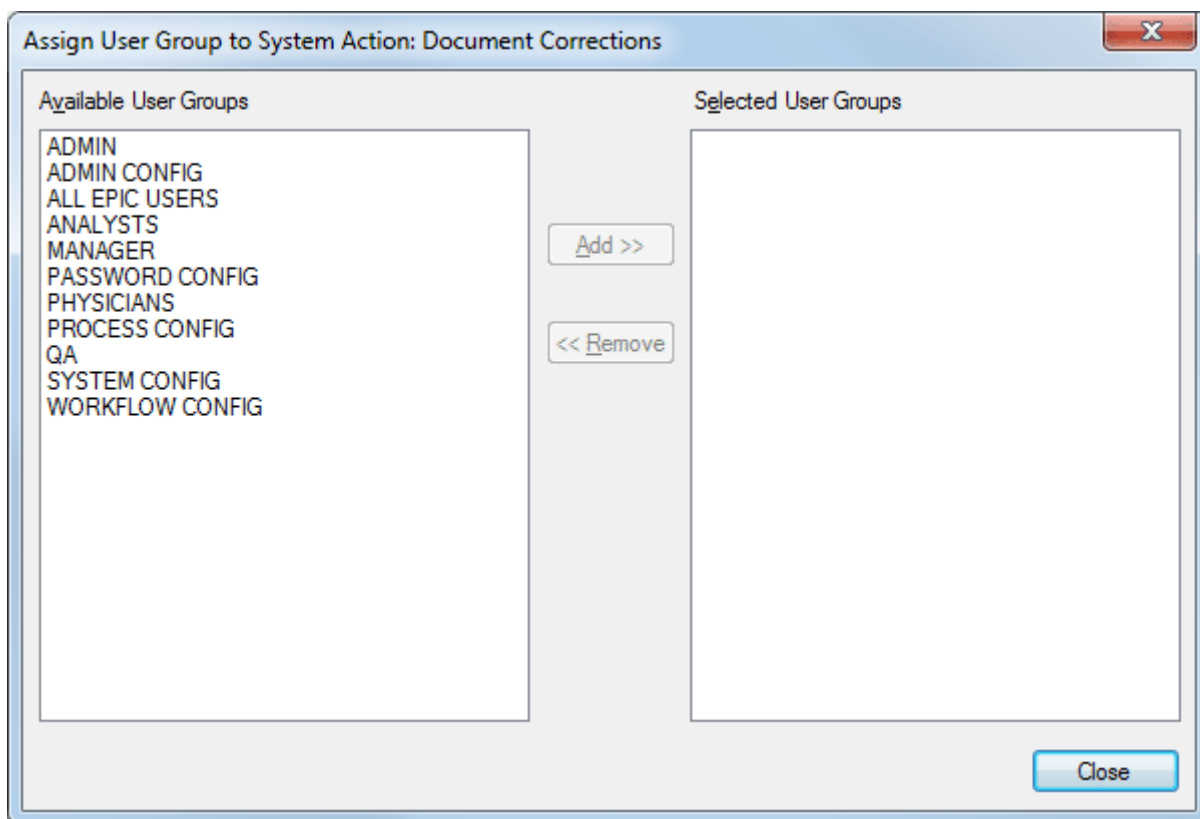 Assign User Group to System Action: Document Corrections
Available User Groups
Selected User Groups
ADMIN
ADMIN CONFIG
ALL EPIC USERS
ANALYSTS
MANAGER
PASSWORD CONFIG
PHYSICIANS
PROCESS CONFIG
QA
SYSTEM CONFIG
WORKFLOW CONFIG
Add >>
<< Remove
Close